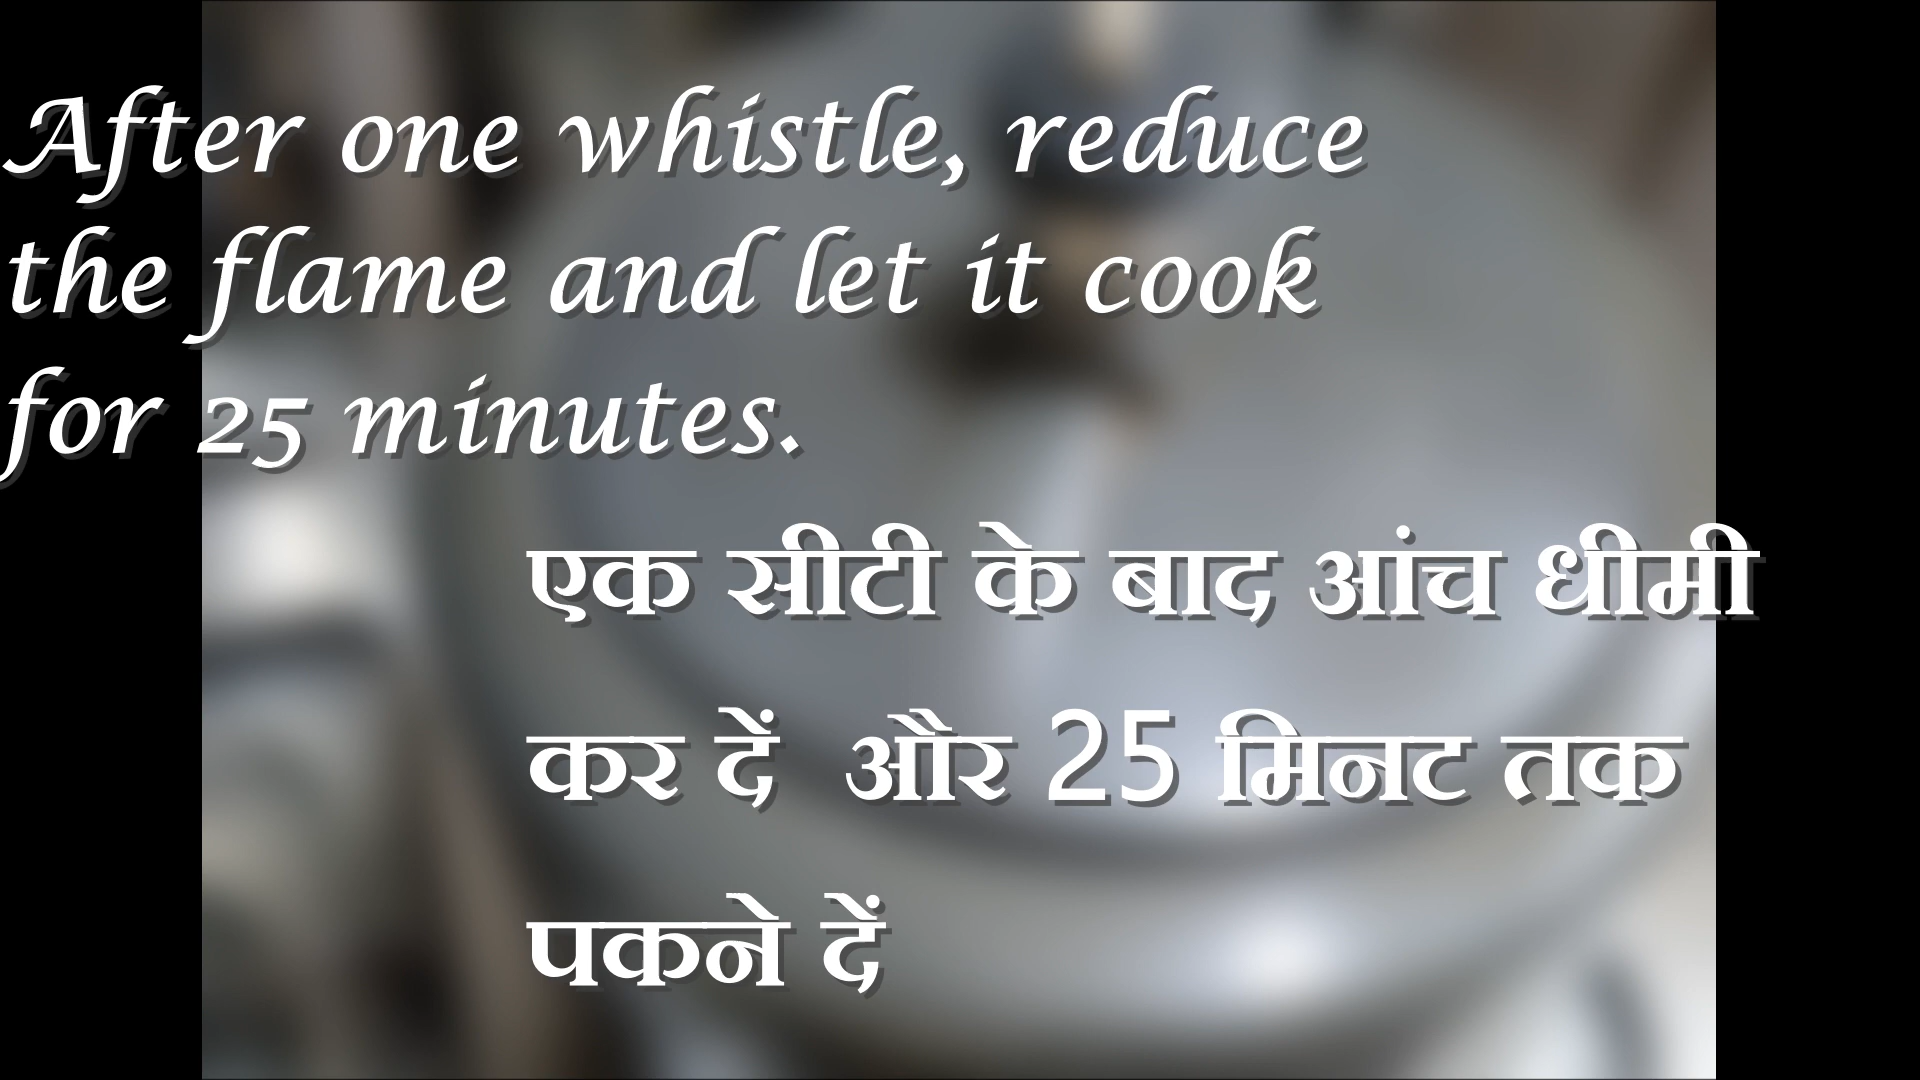 After one whistle, reduce
the flame and let it cook
for 25 minutes.
एक सीटी के बाद आंच धीमी
कर दें और 25 मिनट तक
पकने दें